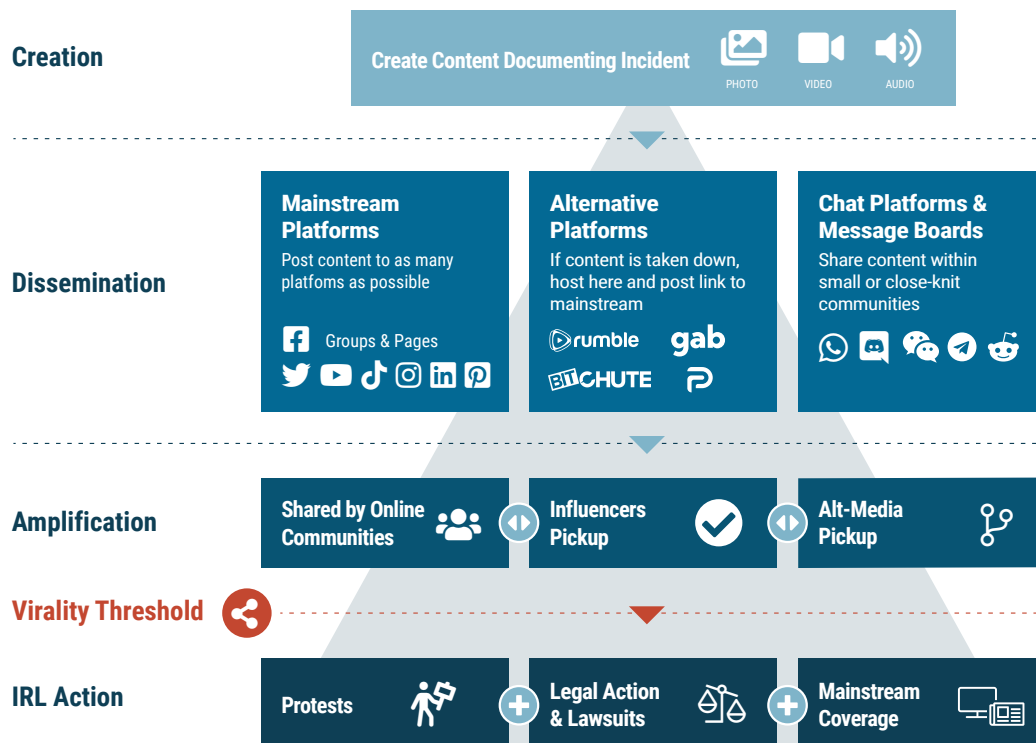 Creation
Create Content Documenting Incident
PHOTO
VIDEO
AUDIO
Dissemination
Mainstream
Platforms
Post content to as many
platfoms as possible
Groups & Pages
Alternative
Platforms
If content is taken down,
host here and post link to
mainstream
rumble
gab
BITCHUTE
Chat Platforms &
Message Boards
Share content within
small or close-knit
communities
Amplification
Shared by Online
Communities
Influencers
Pickup
Alt-Media
Pickup
Virality Threshold
IRL Action
Protests
Legal Action
& Lawsuits
Mainstream
Coverage